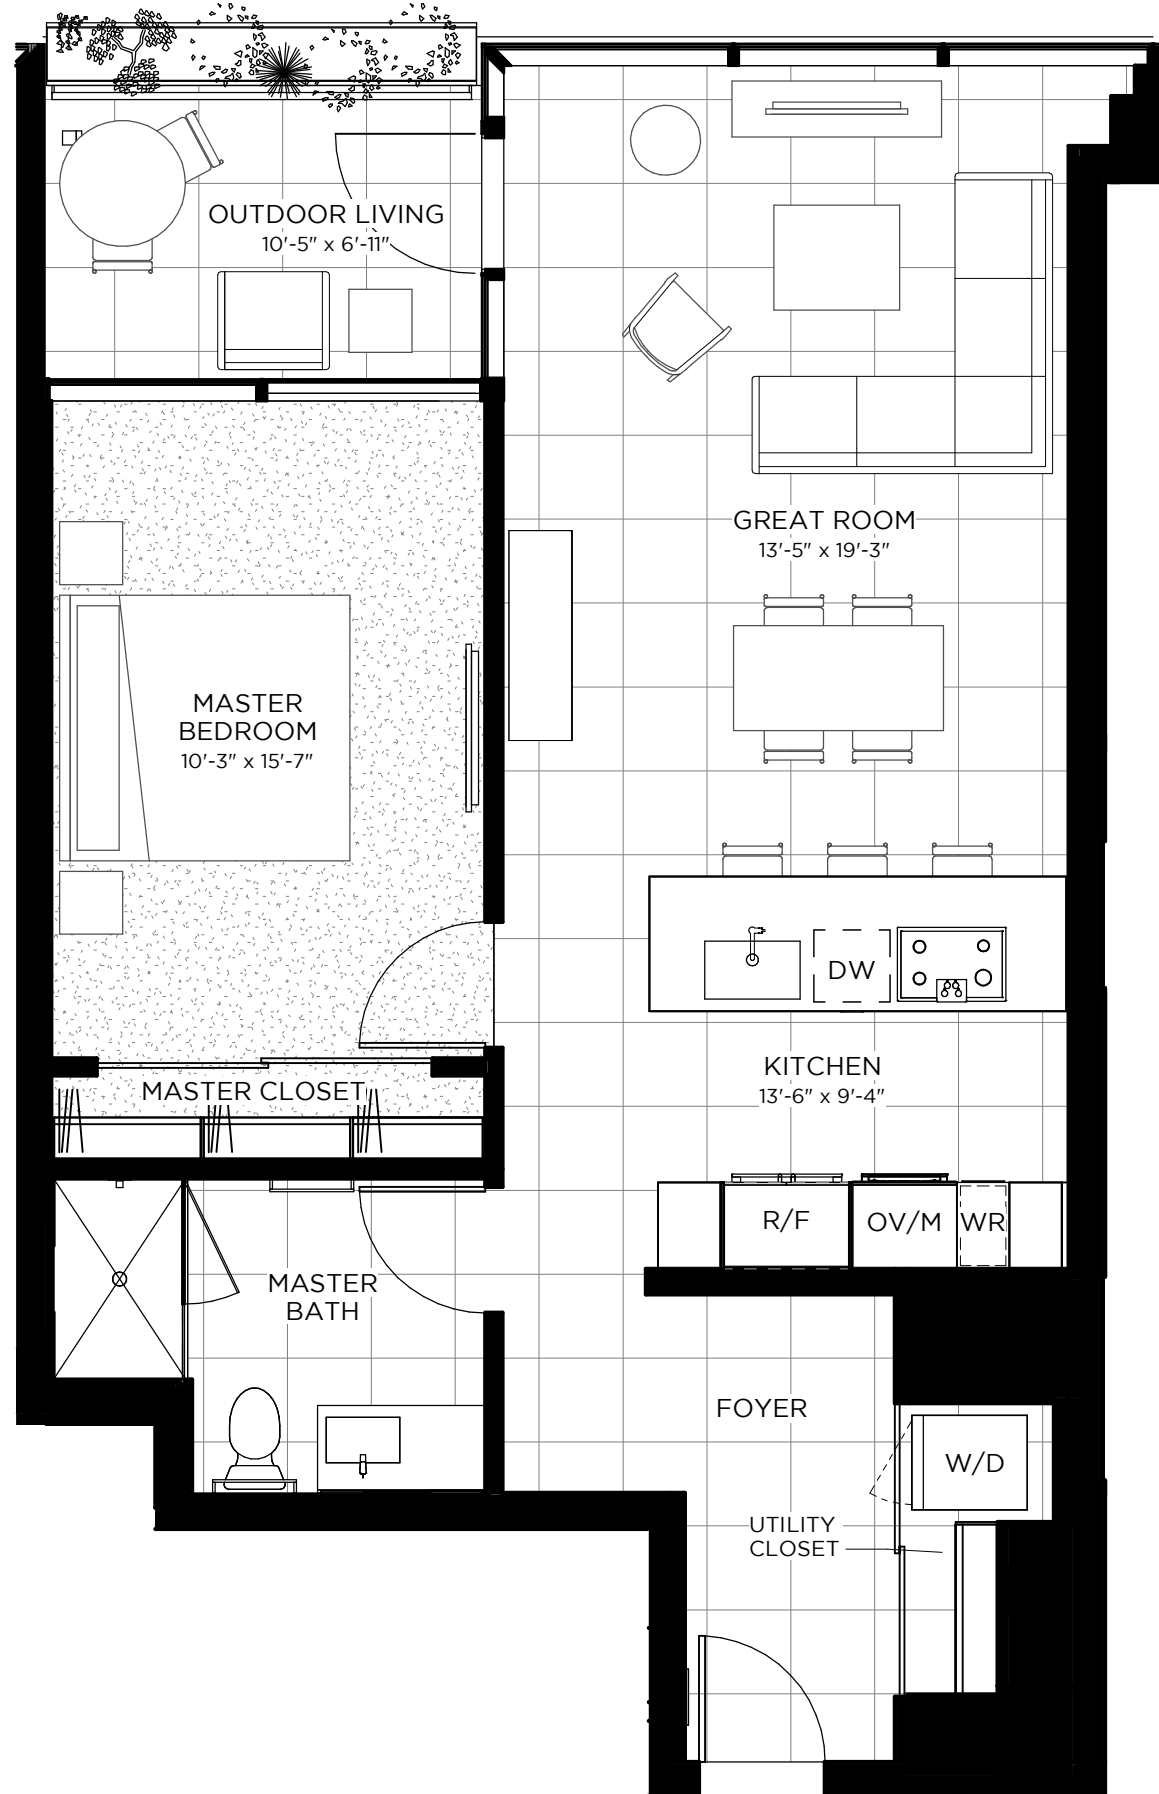 OUTDOOR LIVING
10'-5" x 6'-11"
GREAT ROOM
13'-5" x 19'-3"
MASTER
BEDROOM
10'-3" x 15'-7"
DW
KITCHEN
13'-6" x 9'-4"
MASTER CLOSET
R/F
OV/M
WR
MASTER
BATH
FOYER
W/D
UTILITY
CLOSET